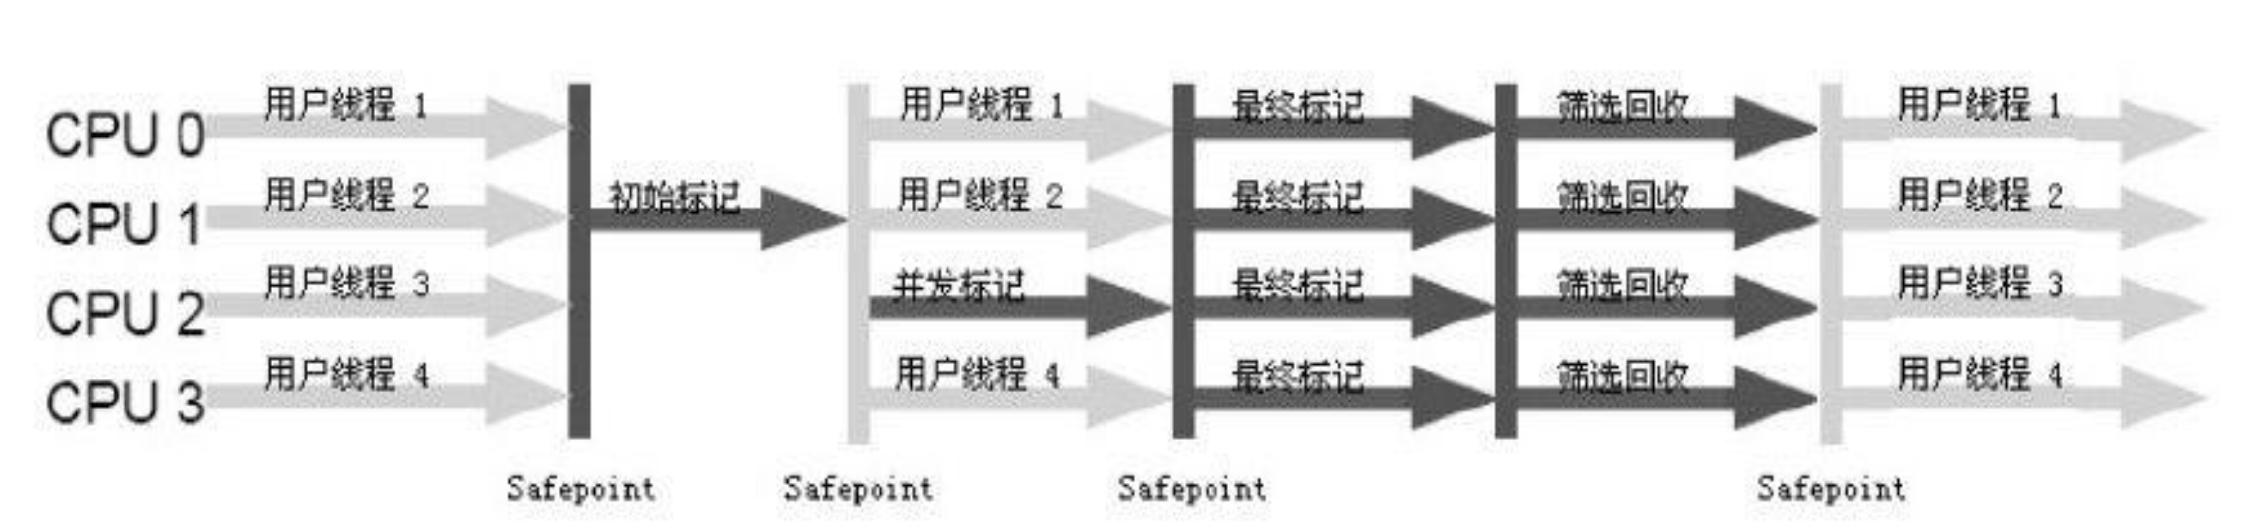 CPU 0 用户线程 1 用户线程 1 最终标记 筛选回收 用户线程 1
CPU 1 用户线程 2 初始标记 用户线程 2 最终标记 筛选回收 用户线程 2
CPU 2 用户线程 3 并发标记 最终标记 筛选回收 用户线程 3
CPU 3 用户线程 4 用户线程 4 最终标记 筛选回收 用户线程 4
Safepoint Safepoint Safepoint Safepoint